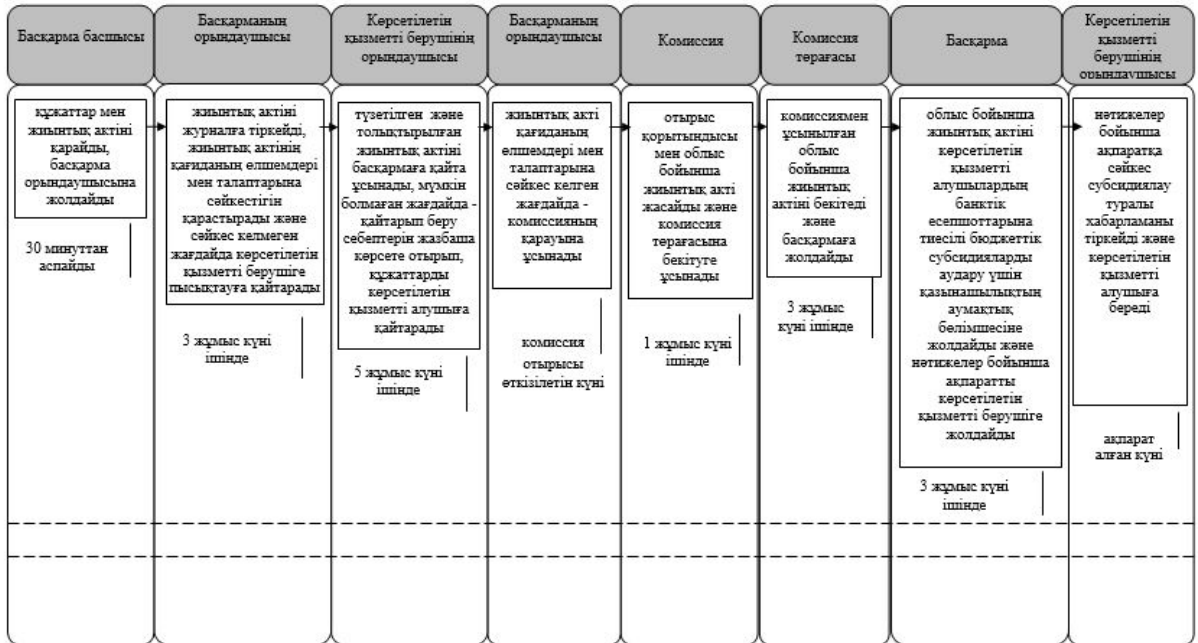 Басқарма басшысы
Басқарманың
орындаушысы
Көрсетілетін
қызметті берушінің
орындаушысы
Басқарманың
орындаушысы
Комиссия
Комиссия
төрағасы
Басқарма
Көрсетілетін
қызметті
берушінің
орындаушысы
құжаттар мен
жиынтық актіні
қарайды,
басқарма
орындаушысына
жолдайды
30 минуттан
аспайды
жиынтық актіні
журналға тіркейді,
жиынтық актінің
қағиданың өлшемдері
мен талаптарына
сәйкестігін
қарастырады және
сәйкес келмеген
жағдайда көрсетілетін
қызметті берушіге
пысықтауға қайтарады
3 жұмыс күні
ішінде
түзетілген және
толықтырылған
жиынтық актіні
басқармаға қайта
ұсынады, мүмкін
болмаған жағдайда -
қайтарып беру
себептерін жазбаша
көрсете отырып,
құжаттарды
көрсетілетін
қызметті алушыға
қайтарады
5 жұмыс күні
ішінде
жиынтық акті
қағиданың
өлшемдері мен
талаптарына
сәйкес келген
жағдайда -
комиссияның
қарауына
ұсынады
комиссия
отырысы
өткізілетін күні
отырыс
қорытындысы
мен облыс
бойынша
жиынтық акті
жасайды және
комиссия
төрағасына
бекітуге
ұсынады
1 жұмыс күні
ішінде
комиссиямен
ұсынылған
облыс
бойынша
жиынтық
актіні бекітеді
және
басқармаға
жолдайды
3 жұмыс
күні ішінде
облыс бойынша
жиынтық актіні
көрсетілетін
қызметті
алушылардың
банктік
есепшоттарына
тиесілі бюджеттік
субсидияларды
аудару үшін
қазынашылықтың
аумақтық
бөлімшесіне
жолдайды және
нәтижелер бойынша
ақпаратты
көрсетілетін
қызметті берушіге
жолдайды
3 жұмыс күні
ішінде
нәтижелер
бойынша
ақпаратқа
сәйкес
субсидиялау
туралы
хабарламаны
тіркейді және
көрсетілетін
қызметті
алушыға
береді
ақпарат
алған күні